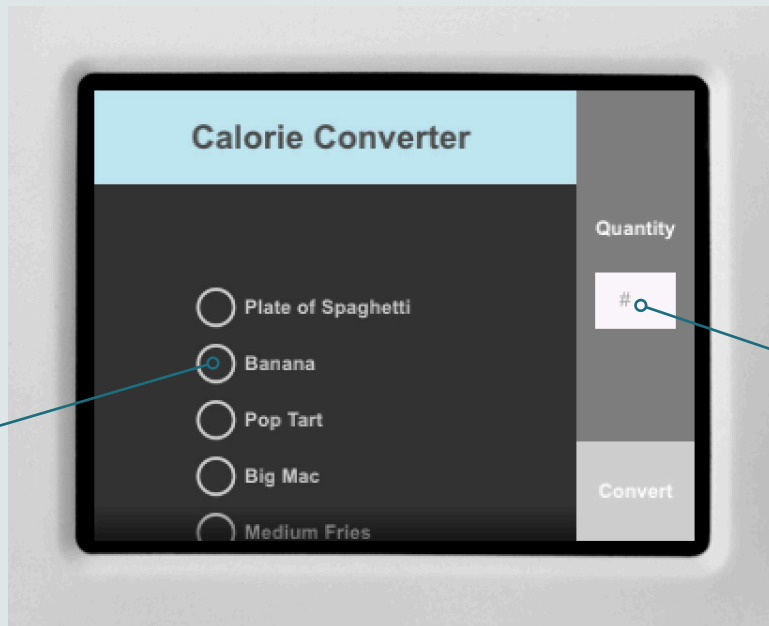 Calorie Converter
Quantity
#
Plate of Spaghetti
Banana
Pop Tart
Big Mac
Medium Fries
Convert